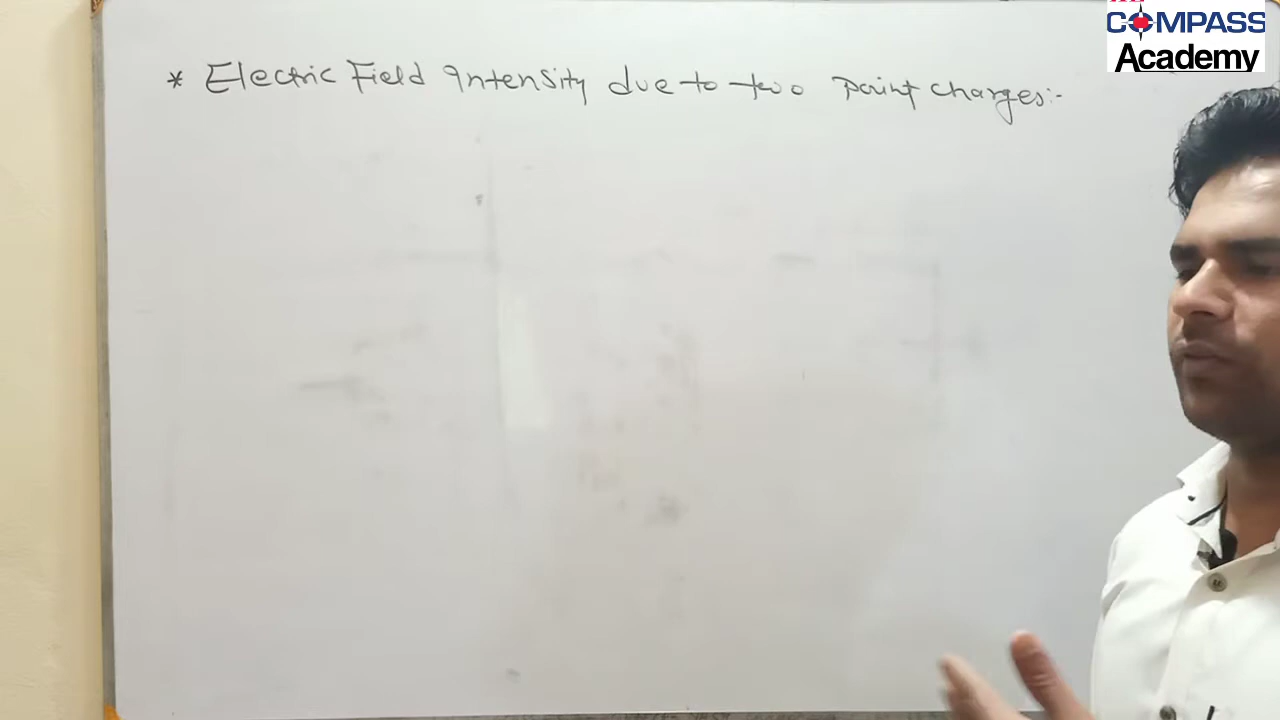 COMPASS
Academy
* Electric Field Intensity due to two point charges:-